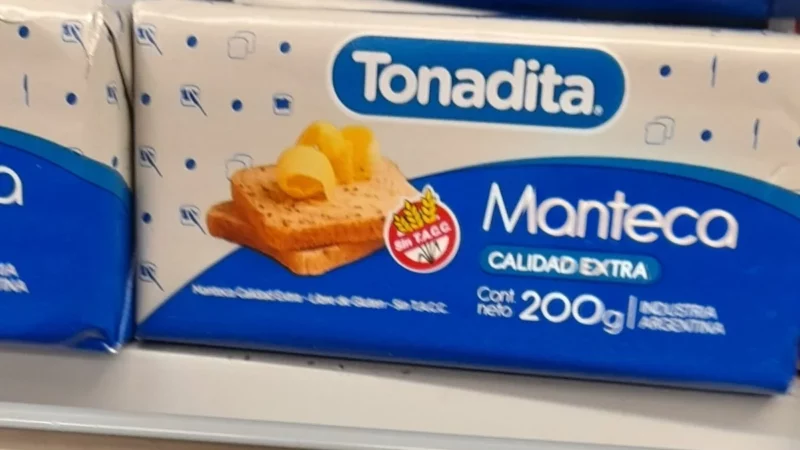 Tonadita.
Manteca
CALIDAD EXTRA
Cont. neto 200g
INDUSTRIA
ARGENTINA
Sin T.A.C.C.
Manteca Calidad Extra - Libre de Gluten - Sin T.A.C.C.
a